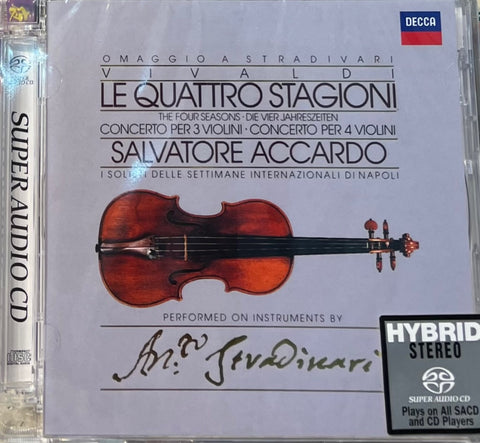 DECCA
OMAGGIO A STRADIVARI
VIVALDI
LE QUATTRO STAGIONI
THE FOUR SEASONS · DIE VIER JAHRESZEITEN
CONCERTO PER 3 VIOLINI · CONCERTO PER 4 VIOLINI
SALVATORE ACCARDO
I SOLISTI DELLE SETTIMANE INTERNAZIONALI DI NAPOLI
PERFORMED ON INSTRUMENTS BY
Ant.º Stradivari
SUPER AUDIO CD
HYBRID
STEREO
SUPER AUDIO CD
Plays on All SACD
and CD Players